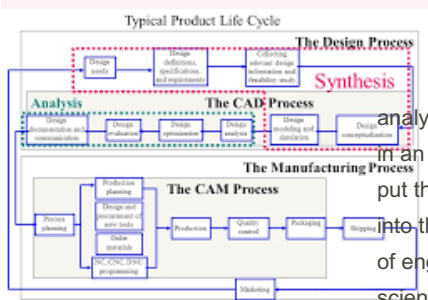 Typical Product Life Cycle
The Design Process
Design
needs
Design
definitions,
specifications,
and requirements
Collecting
relevant design
information and
feasibility study
Synthesis
Analysis
The CAD Process
Design
documentation and
communication
Design
evaluation
Design
optimization
Design
analysis
Design
modeling and
simulation
Design
conceptualization
analy
in an
put th
into th
of eng
scien
The Manufacturing Process
The CAM Process
Process
planning
Production
planning
Design and
procurement of
new tools
Order
materials
NC, CNC, DNC
programming
Production
Quality
control
Packaging
Shipping
Marketing